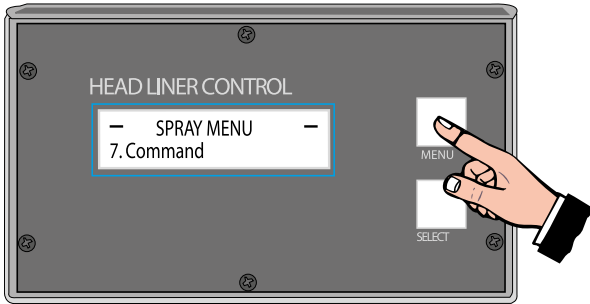 HEAD LINER CONTROL
– SPRAY MENU –
7. Command
MENU
SELECT